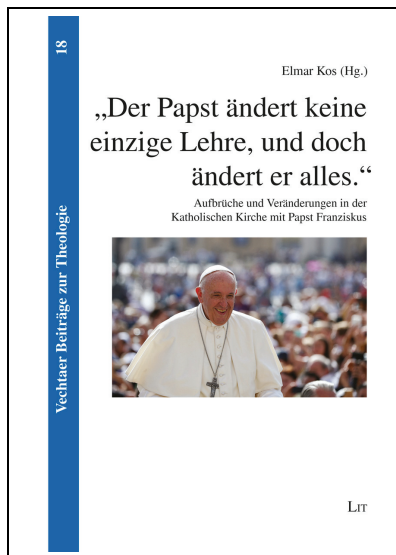 18
Vechtaer Beiträge zur Theologie
Elmar Kos (Hg.)
„Der Papst ändert keine
einzige Lehre, und doch
ändert er alles.“
Aufbrüche und Veränderungen in der
Katholischen Kirche mit Papst Franziskus
LIT